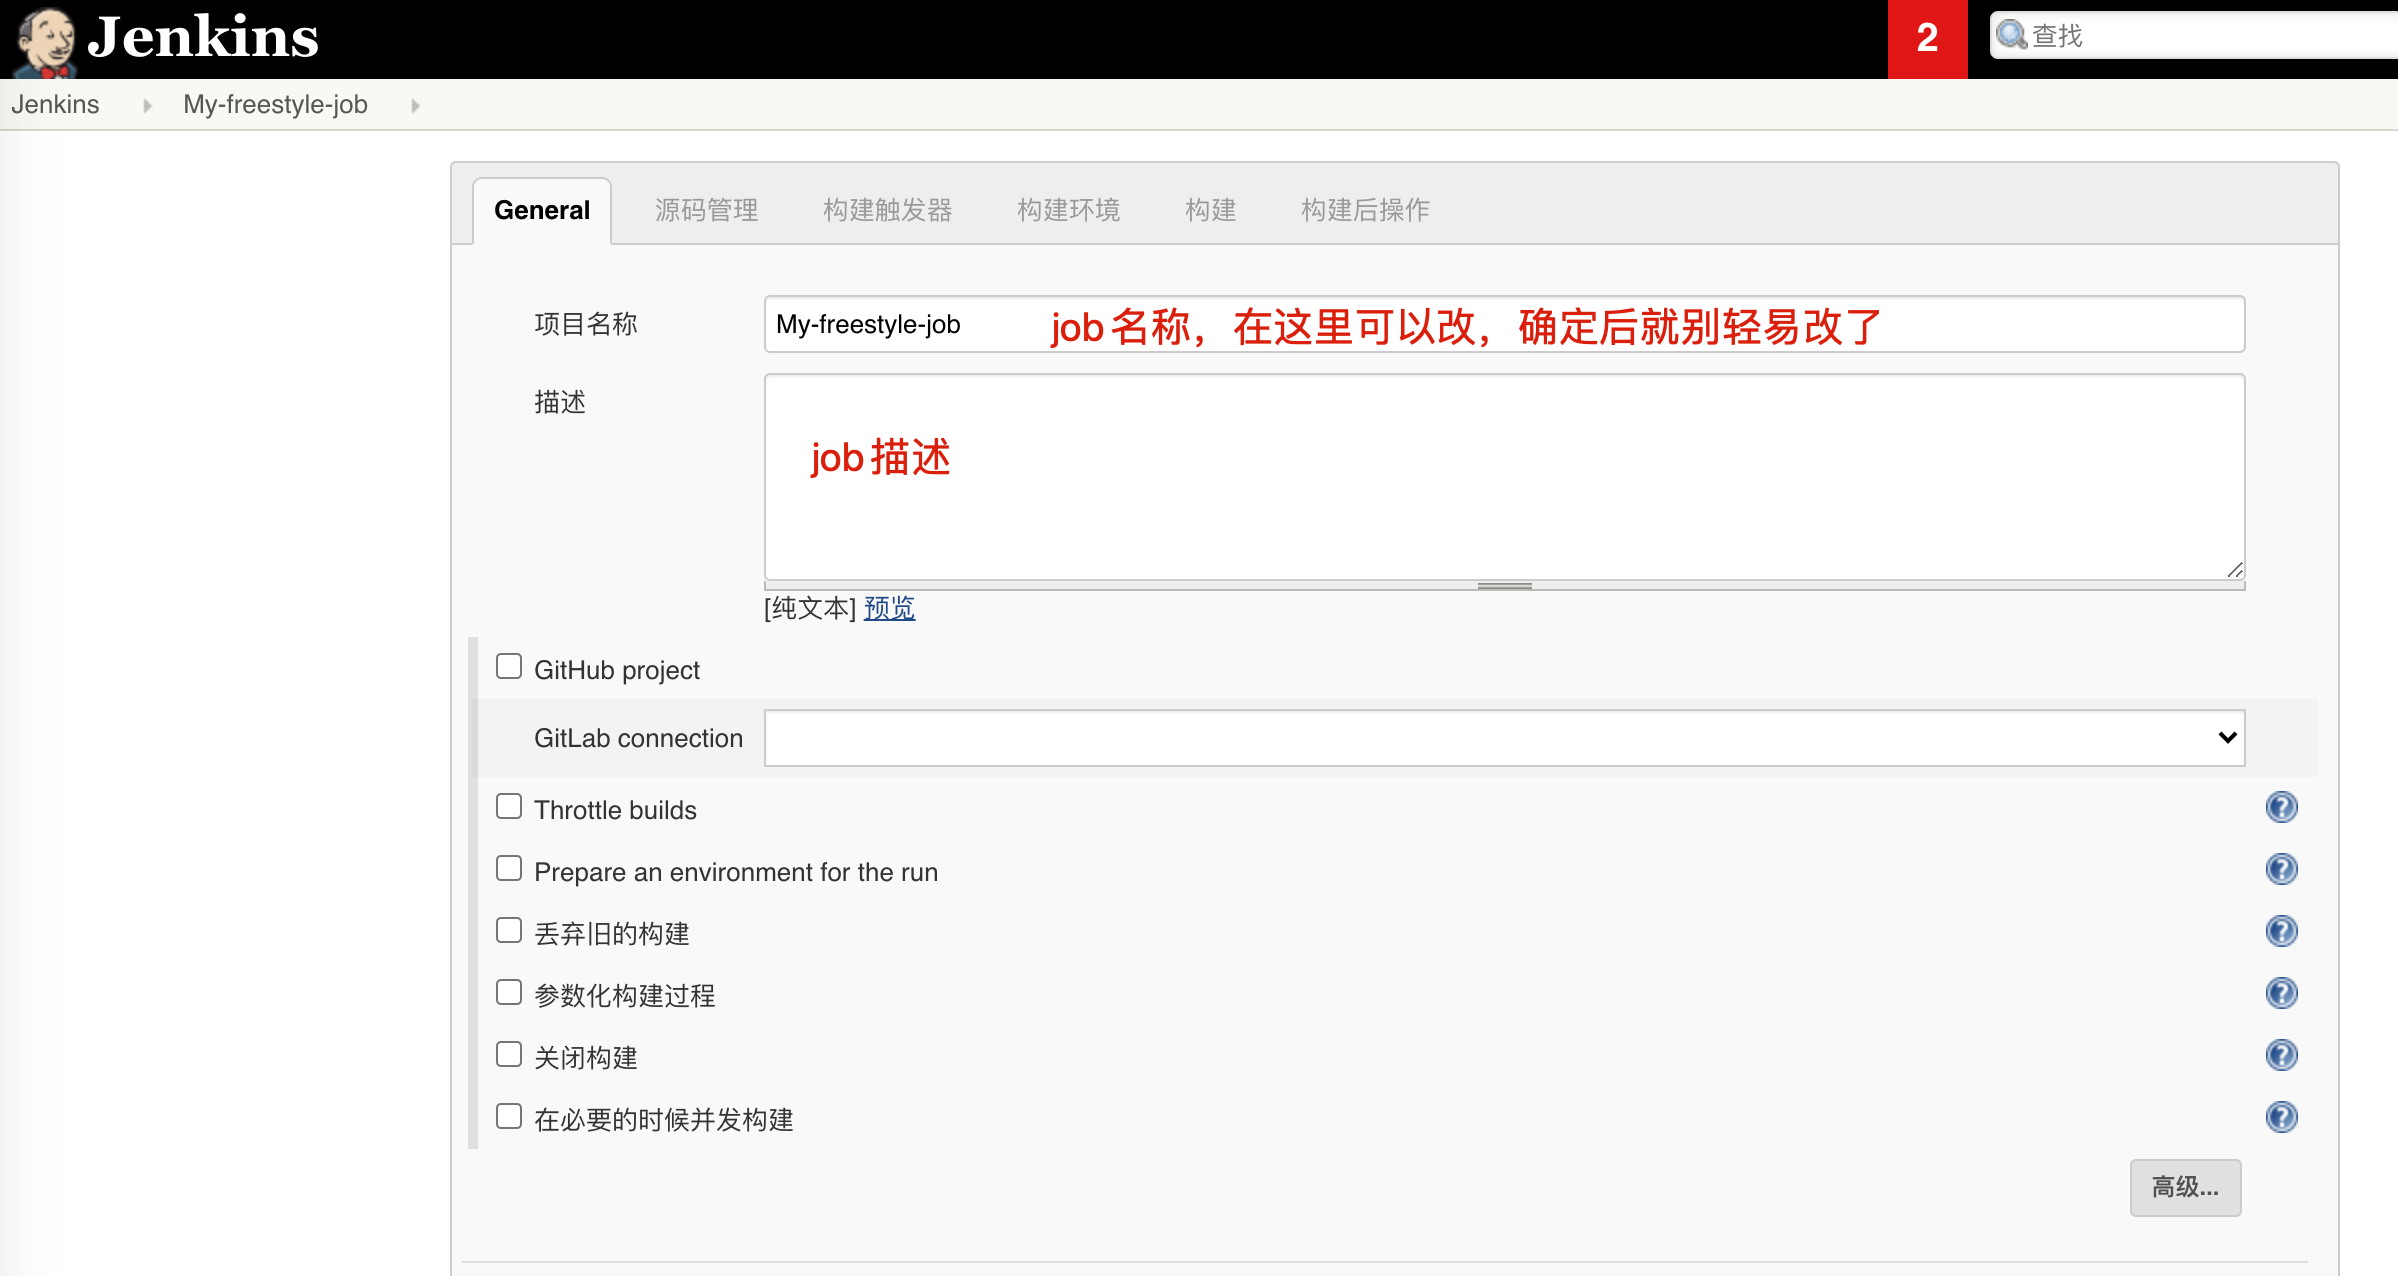 Jenkins
2
查找
Jenkins
My-freestyle-job
General
源码管理
构建触发器
构建环境
构建
构建后操作
项目名称
My-freestyle-job
job名称，在这里可以改，确定后就别轻易改了
描述
job描述
[纯文本] 预览
GitHub project
GitLab connection
Throttle builds
Prepare an environment for the run
丢弃旧的构建
参数化构建过程
关闭构建
在必要的时候并发构建
高级...